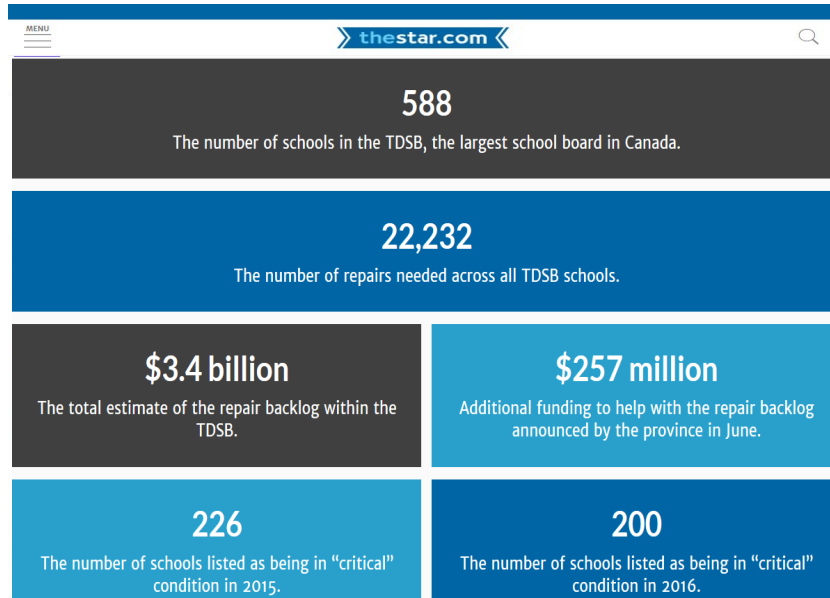 MENU
thestar.com
588
The number of schools in the TDSB, the largest school board in Canada.
22,232
The number of repairs needed across all TDSB schools.
$3.4 billion
The total estimate of the repair backlog within the
TDSB.
$257 million
Additional funding to help with the repair backlog
announced by the province in June.
226
The number of schools listed as being in “critical”
condition in 2015.
200
The number of schools listed as being in “critical”
condition in 2016.